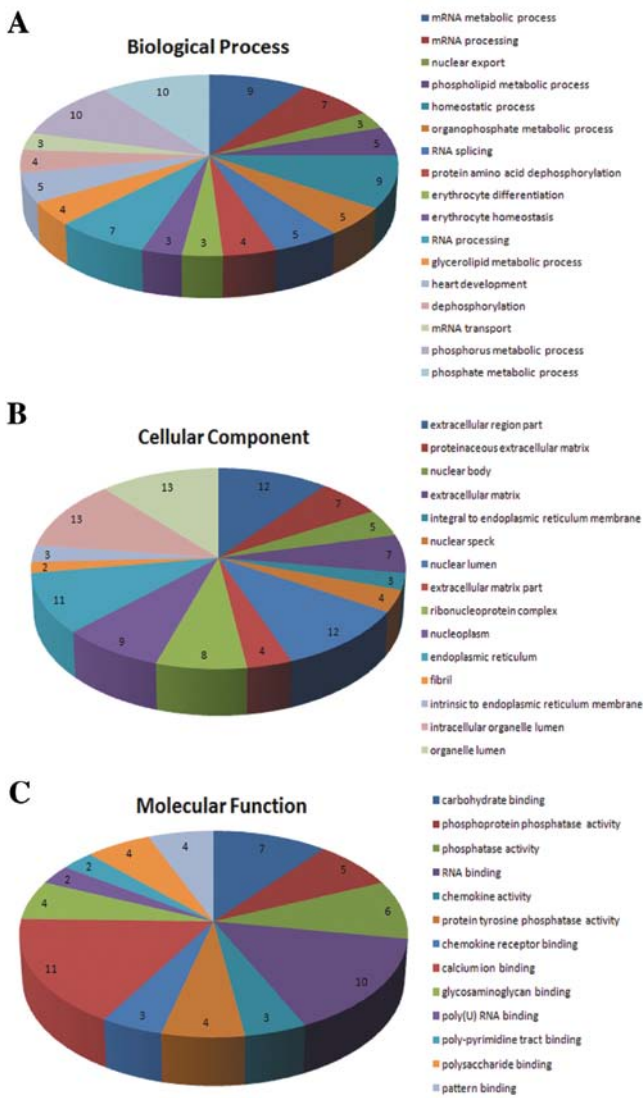 A
Biological Process
9
7
3
5
9
5
5
4
3
3
7
4
5
4
3
10
10
mRNA metabolic process
mRNA processing
nuclear export
phospholipid metabolic process
homeostatic process
organophosphate metabolic process
RNA splicing
protein amino acid dephosphorylation
erythrocyte differentiation
erythrocyte homeostasis
RNA processing
glycerolipid metabolic process
heart development
dephosphorylation
mRNA transport
phosphorus metabolic process
phosphate metabolic process
B
Cellular Component
12
7
5
7
3
4
12
4
8
9
11
2
3
13
13
extracellular region part
proteinaceous extracellular matrix
nuclear body
extracellular matrix
integral to endoplasmic reticulum membrane
nuclear speck
nuclear lumen
extracellular matrix part
ribonucleoprotein complex
nucleoplasm
endoplasmic reticulum
fibril
intrinsic to endoplasmic reticulum membrane
intracellular organelle lumen
organelle lumen
C
Molecular Function
7
5
6
10
3
4
3
11
4
2
2
4
4
carbohydrate binding
phosphoprotein phosphatase activity
phosphatase activity
RNA binding
chemokine activity
protein tyrosine phosphatase activity
chemokine receptor binding
calcium ion binding
glycosaminoglycan binding
poly(U) RNA binding
poly-pyrimidine tract binding
polysaccharide binding
pattern binding